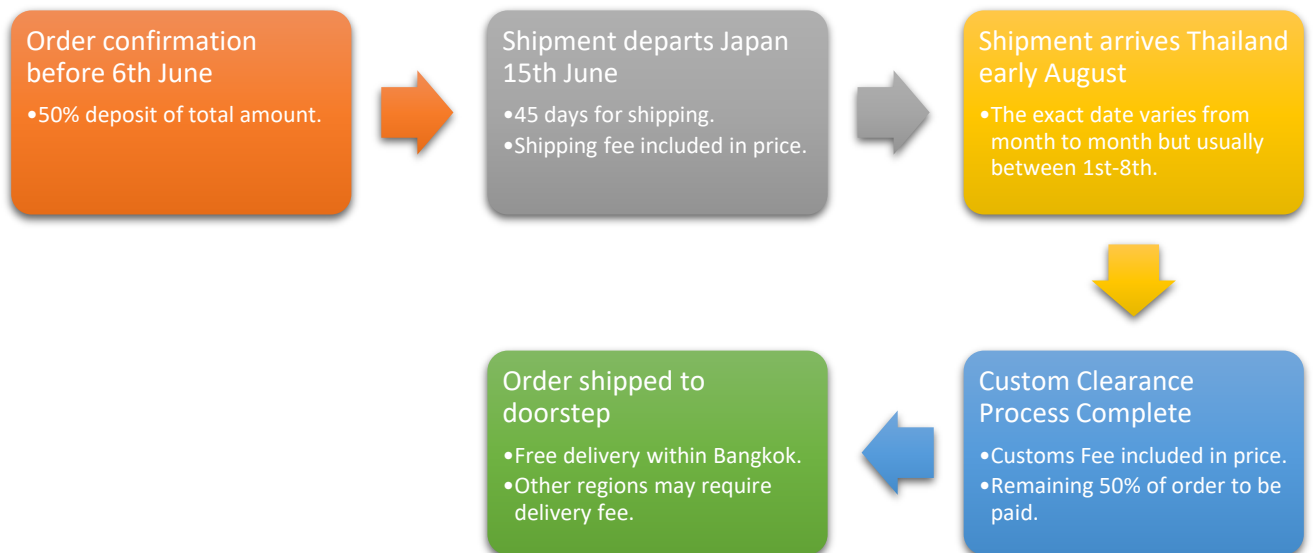 Order confirmation
before 6th June
•50% deposit of total amount.
Shipment departs Japan
15th June
•45 days for shipping.
•Shipping fee included in price.
Shipment arrives Thailand
early August
•The exact date varies from
month to month but usually
between 1st-8th.
Custom Clearance
Process Complete
•Customs Fee included in price.
•Remaining 50% of order to be
paid.
Order shipped to
doorstep
•Free delivery within Bangkok.
•Other regions may require
delivery fee.